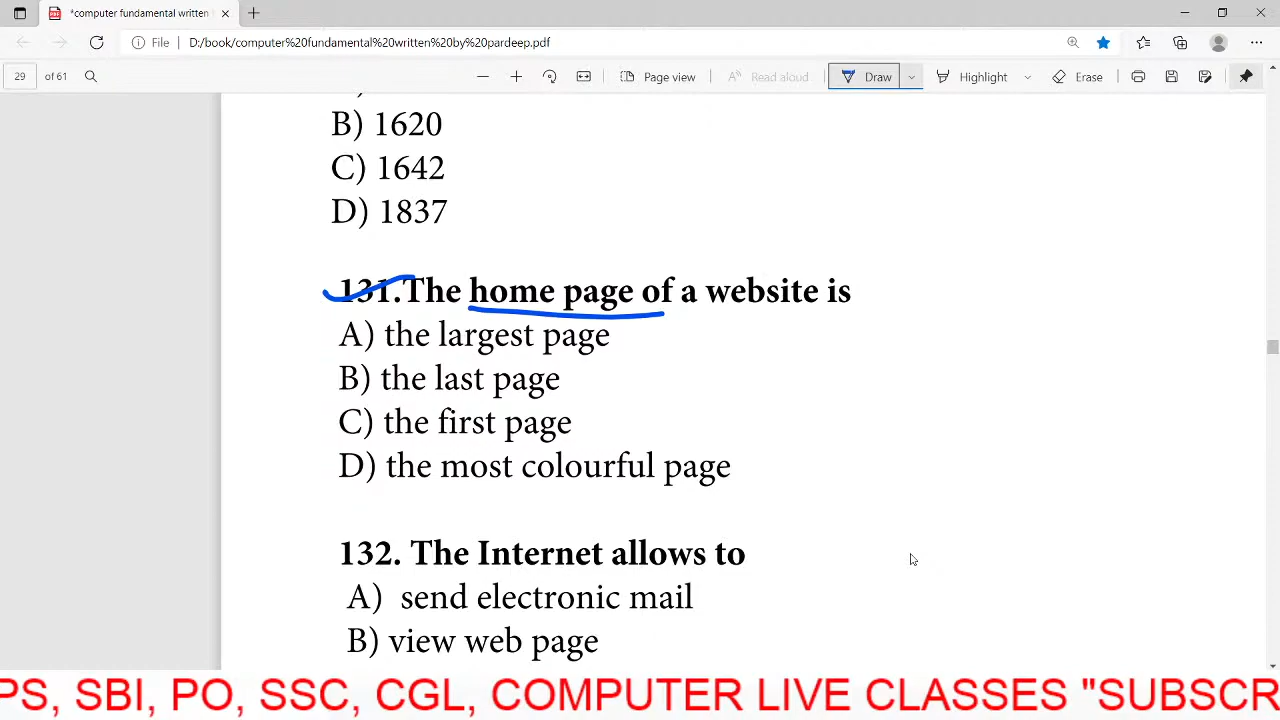 *computer fundamental written
File
D:/book/computer%20fundamental%20written%20by%20pardeep.pdf
29
of 61
Page view
Read aloud
Draw
Highlight
Erase
B) 1620
C) 1642
D) 1837
131.The home page of a website is
A) the largest page
B) the last page
C) the first page
D) the most colourful page
132. The Internet allows to
A) send electronic mail
B) view web page
PS, SBI, PO, SSC, CGL, COMPUTER LIVE CLASSES "SUBSCR